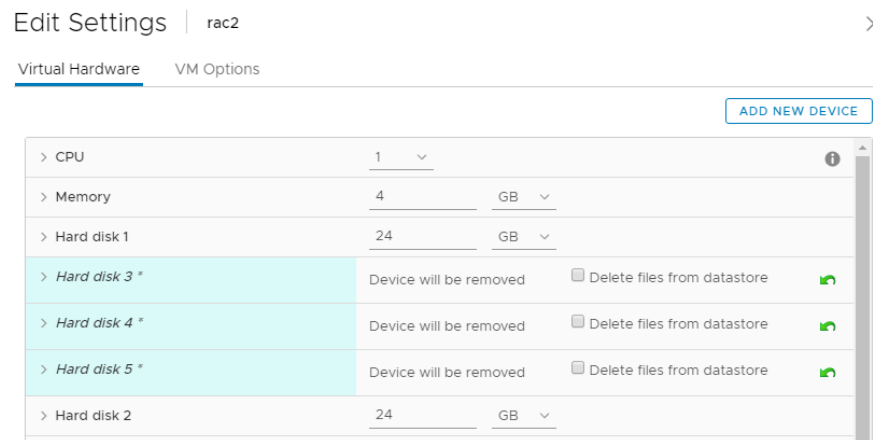 Edit Settings rac2
Virtual Hardware VM Options
ADD NEW DEVICE
CPU 1
Memory 4 GB
Hard disk 1 24 GB
Hard disk 3 * Device will be removed Delete files from datastore
Hard disk 4 * Device will be removed Delete files from datastore
Hard disk 5 * Device will be removed Delete files from datastore
Hard disk 2 24 GB